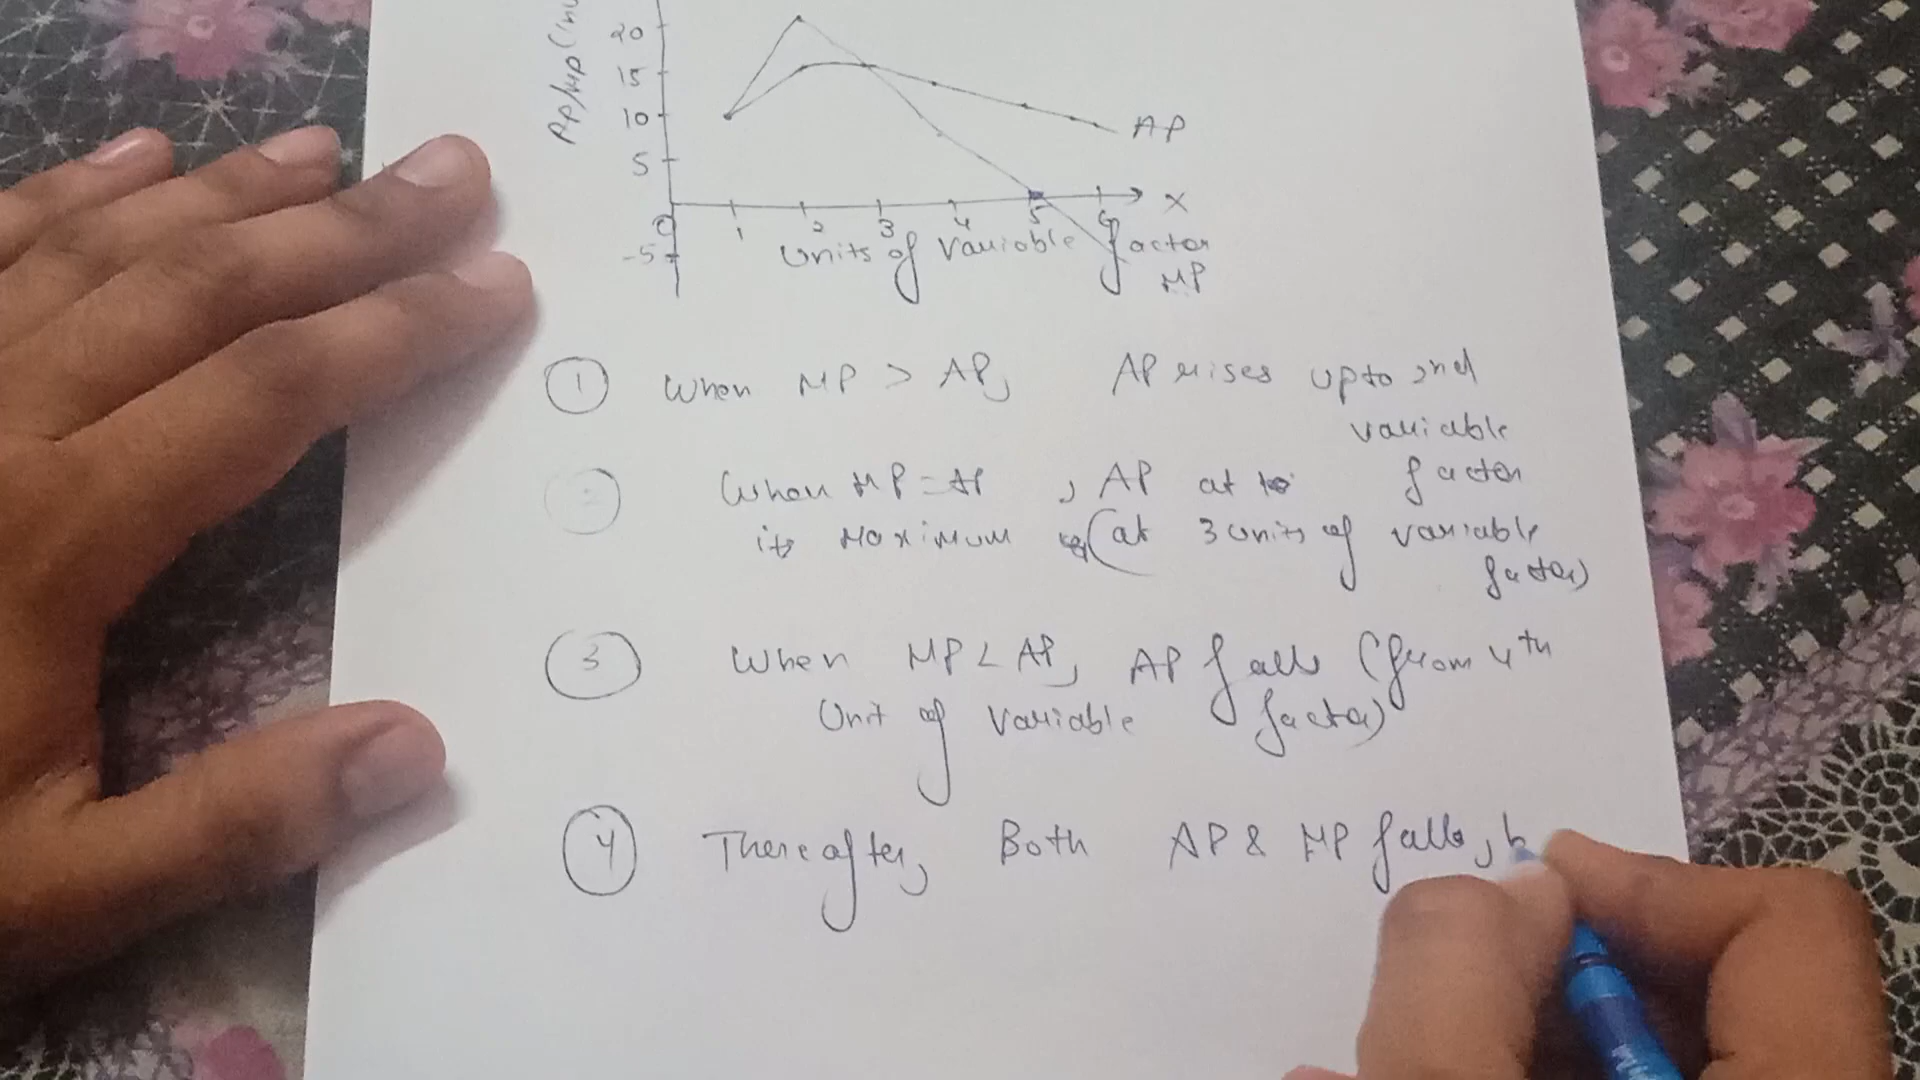 20
15
10
5
0
-5
AP
X
1 2 3 4 5 6
Units of Variable factor
MP
1 When MP > AP, AP rises upto 2nd
variable
factor
2 When MP = AP , AP at
its Maximum (at 3 units of variable
factor)
3 When MP < AP, AP falls (from 4th
Unit of Variable factor)
4 Thereafter, Both AP & MP falls, b